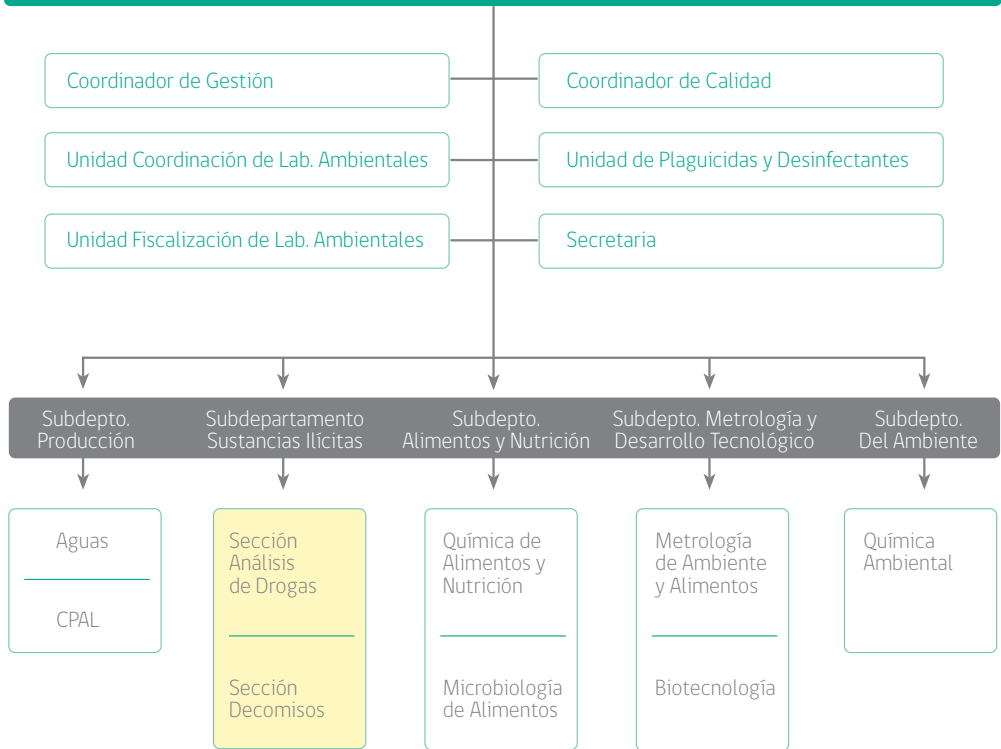 Coordinador de Gestión
Coordinador de Calidad
Unidad Coordinación de Lab. Ambientales
Unidad de Plaguicidas y Desinfectantes
Unidad Fiscalización de Lab. Ambientales
Secretaria
Subdepto.
Producción
Subdepartamento
Sustancias Ilícitas
Subdepto.
Alimentos y Nutrición
Subdepto. Metrología y
Desarrollo Tecnológico
Subdepto.
Del Ambiente
Aguas
CPAL
Sección
Análisis
de Drogas
Sección
Decomisos
Química de
Alimentos y
Nutrición
Microbiología
de Alimentos
Metrología
de Ambiente
y Alimentos
Biotecnología
Química
Ambiental